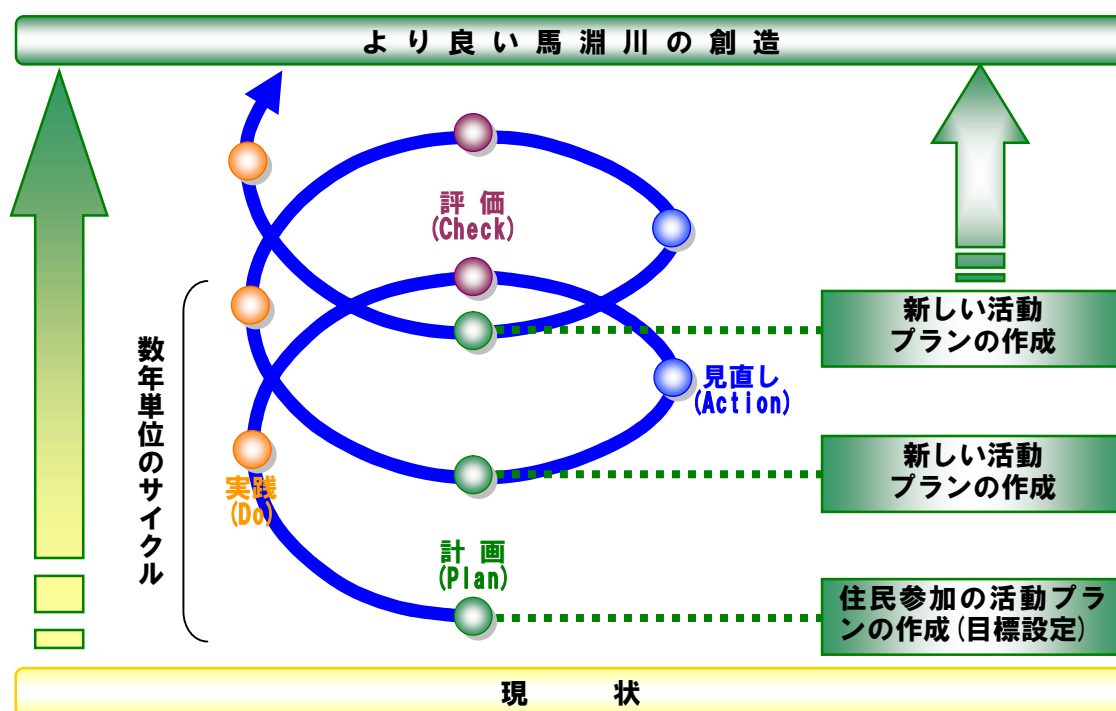 より良い馬淵川の創造
評価
(Check)
新しい活動
プランの作成
数年単位のサイクル
見直し
(Action)
新しい活動
プランの作成
実践
(Do)
計画
(Plan)
住民参加の活動プラ
ンの作成(目標設定)
現状